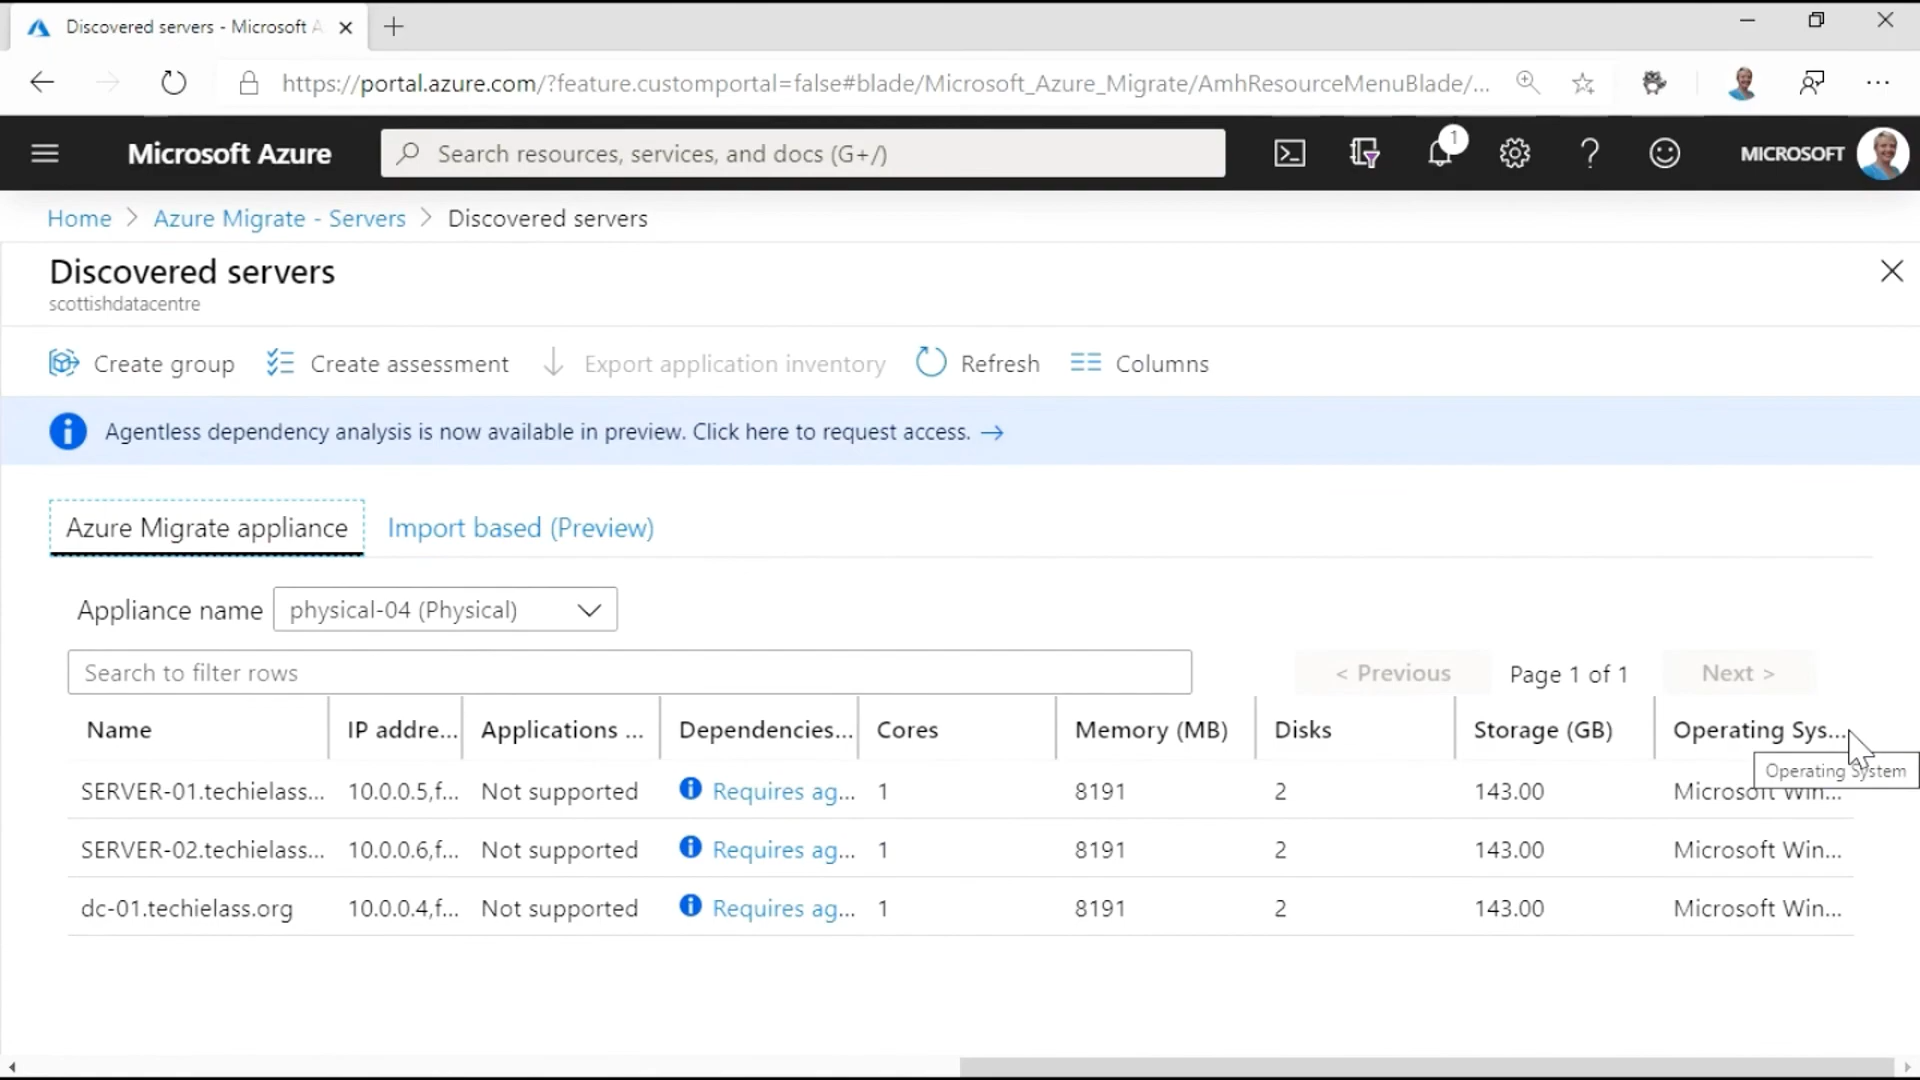 Discovered servers - Microsoft A
https://portal.azure.com/?feature.customportal=false#blade/Microsoft_Azure_Migrate/AmhResourceMenuBlade/...
Microsoft Azure
Search resources, services, and docs (G+/)
1
MICROSOFT
Home > Azure Migrate - Servers > Discovered servers
Discovered servers
scottishdatacentre
Create group
Create assessment
Export application inventory
Refresh
Columns
Agentless dependency analysis is now available in preview. Click here to request access. →
Azure Migrate appliance
Import based (Preview)
Appliance name physical-04 (Physical)
Search to filter rows
< Previous Page 1 of 1 Next >
Name IP addre... Applications ... Dependencies... Cores Memory (MB) Disks Storage (GB) Operating Sys...
Operating System
SERVER-01.techielass... 10.0.0.5,f... Not supported Requires ag... 1 8191 2 143.00 Microsoft Win...
SERVER-02.techielass... 10.0.0.6,f... Not supported Requires ag... 1 8191 2 143.00 Microsoft Win...
dc-01.techielass.org 10.0.0.4,f... Not supported Requires ag... 1 8191 2 143.00 Microsoft Win...